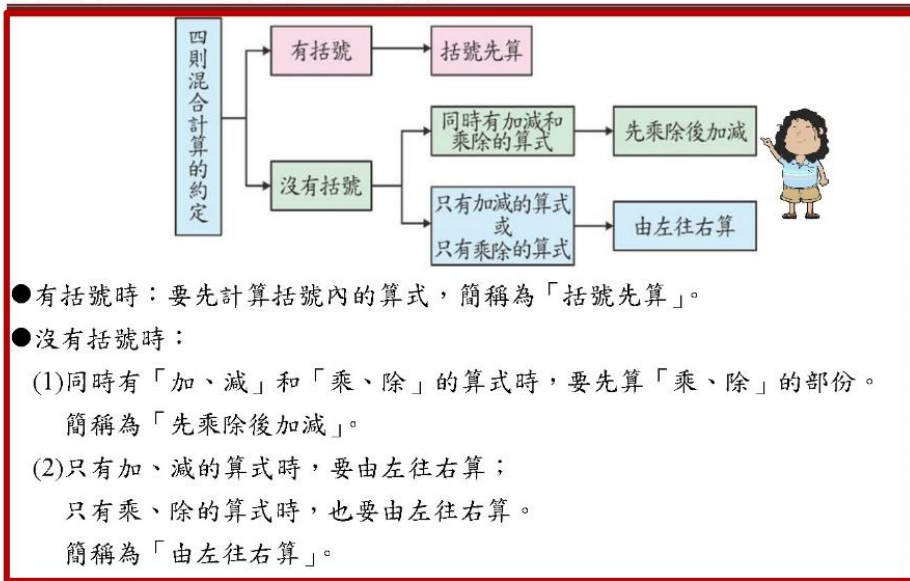 四則混合計算的約定
有括號
括號先算
沒有括號
同時有加減和
乘除的算式
先乘除後加減
只有加減的算式
或
只有乘除的算式
由左往右算
●有括號時：要先計算括號內的算式，簡稱為「括號先算」。
●沒有括號時：
(1)同時有「加、減」和「乘、除」的算式時，要先算「乘、除」的部份。
簡稱為「先乘除後加減」。
(2)只有加、減的算式時，要由左往右算；
只有乘、除的算式時，也要由左往右算。
簡稱為「由左往右算」。